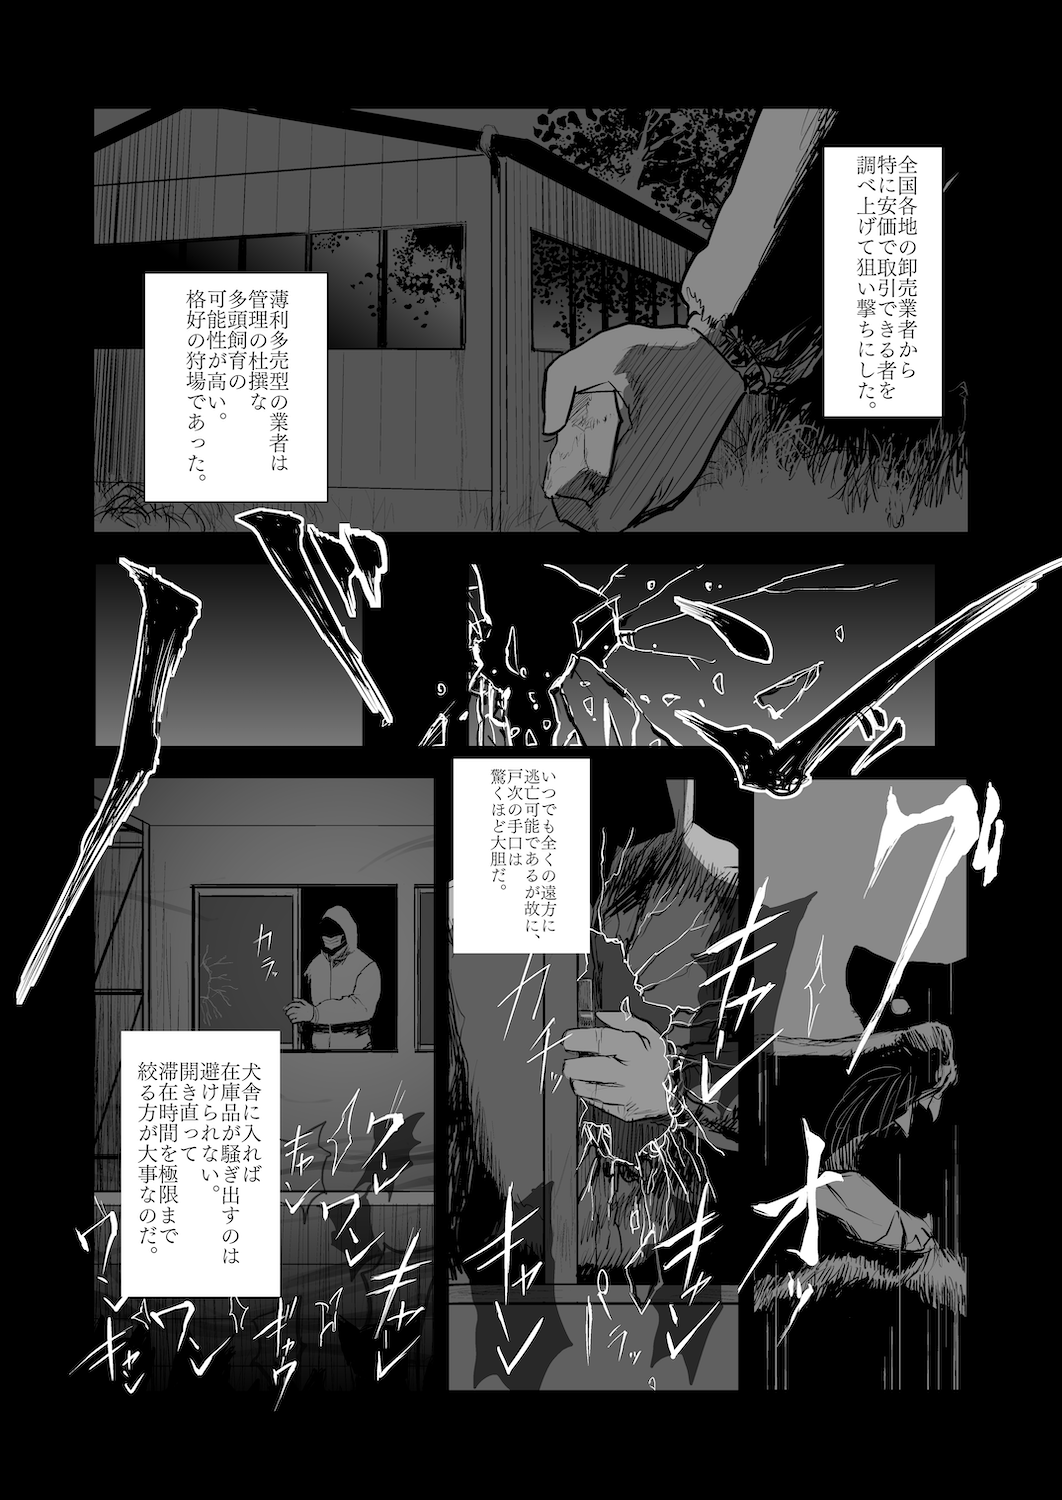 全国各地の卸売業者から
特に安価で取引できる者を
調べ上げて狙い撃ちにした。
薄利多売型の業者は
管理の杜撰な
多頭飼育の
可能性が高い。
格好の狩場であった。
バリッ
ヴオッ
いつでも全くの遠方に
逃亡可能であるが故に、
戸次の手口は
驚くほど大胆だ。
キャン
カチャ
キャン
キャン
パラッ
カラッ
犬舎に入れば
在庫品が騒ぎ出すのは
避けられない。
開き直って
滞在時間を極限まで
絞る方が大事なのだ。
ワン
キャン
ワン
キャン
ギャウ
ワン
ワン
キャン